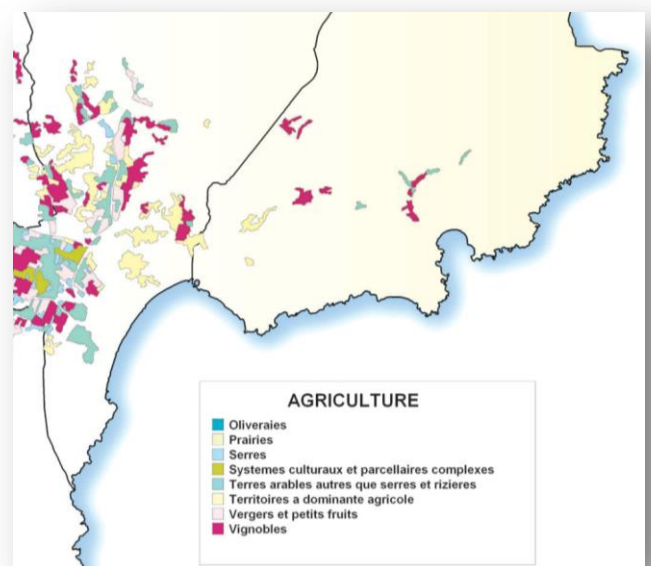 AGRICULTURE
Oliveraies
Prairies
Serres
Systemes culturaux et parcellaires complexes
Terres arables autres que serres et rizieres
Territoires a dominante agricole
Vergers et petits fruits
Vignobles